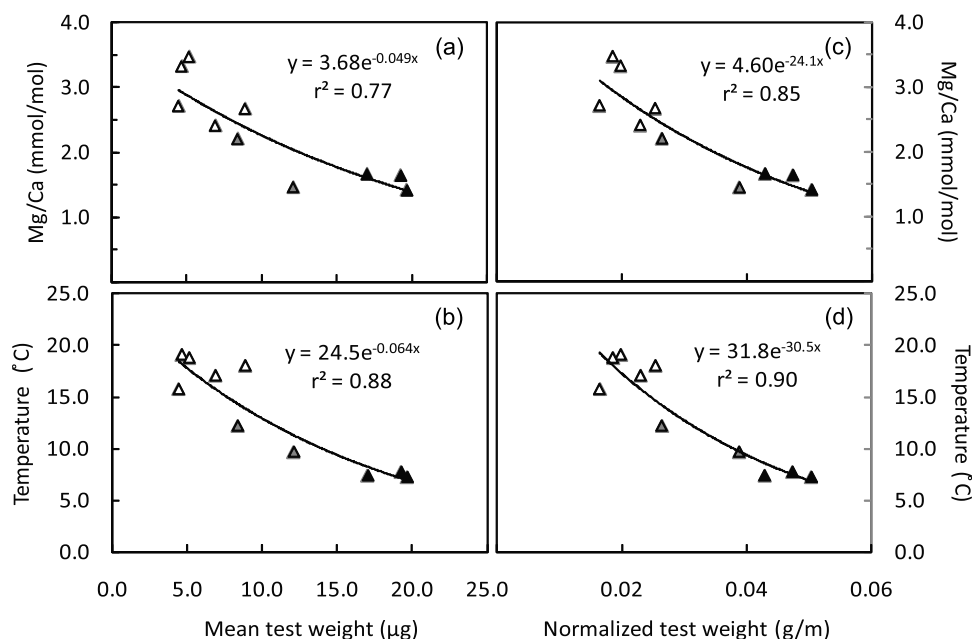 (a)
y = 3.68e^-0.049x
r² = 0.77
4.0
3.0
2.0
1.0
Mg/Ca (mmol/mol)
(c)
y = 4.60e^-24.1x
r² = 0.85
4.0
3.0
2.0
1.0
Mg/Ca (mmol/mol)
(b)
y = 24.5e^-0.064x
r² = 0.88
25.0
20.0
15.0
10.0
5.0
0.0
Temperature (°C)
(d)
y = 31.8e^-30.5x
r² = 0.90
25.0
20.0
15.0
10.0
5.0
0.0
Temperature (°C)
0.0 5.0 10.0 15.0 20.0 25.0
0.02 0.04 0.06
Mean test weight (µg)
Normalized test weight (g/m)